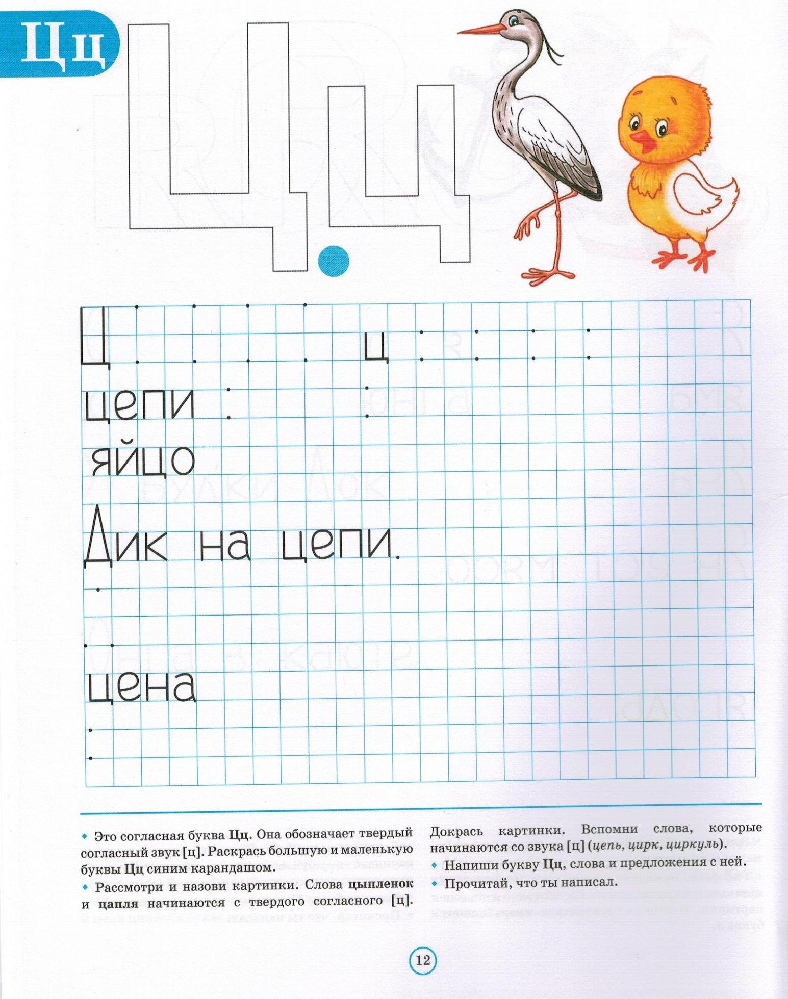 Цц
Цц
Ц ц
цепи
яйцо
Дик на цепи.
цена
• Это согласная буква Цц. Она обозначает твердый
согласный звук [ц]. Раскрась большую и маленькую
буквы Цц синим карандашом.
• Рассмотри и назови картинки. Слова цыпленок
и цапля начинаются с твердого согласного [ц].
Докрась картинки. Вспомни слова, которые
начинаются со звука [ц] (цепь, цирк, циркуль).
• Напиши букву Цц, слова и предложения с ней.
• Прочитай, что ты написал.
12